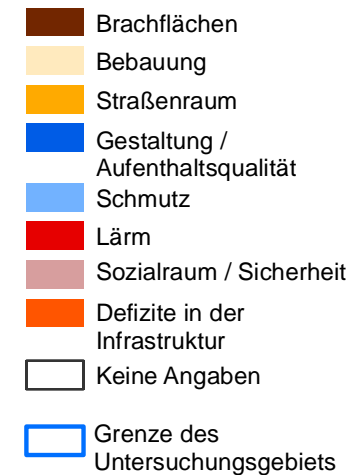 Brachflächen
Bebauung
Straßenraum
Gestaltung /
Aufenthaltsqualität
Schmutz
Lärm
Sozialraum / Sicherheit
Defizite in der
Infrastruktur
Keine Angaben
Grenze des
Untersuchungsgebiets